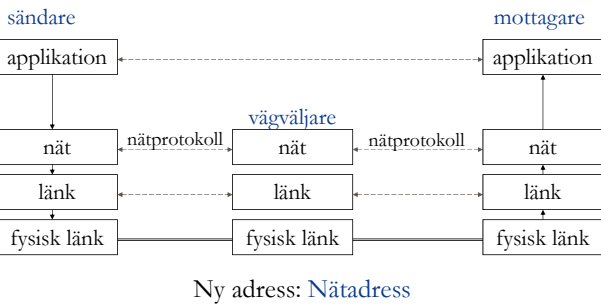 sändare
mottagare
applikation
applikation
vägväljare
nät
nätprotokoll
nät
nätprotokoll
nät
länk
länk
länk
fysisk länk
fysisk länk
fysisk länk
Ny adress: Nätadress